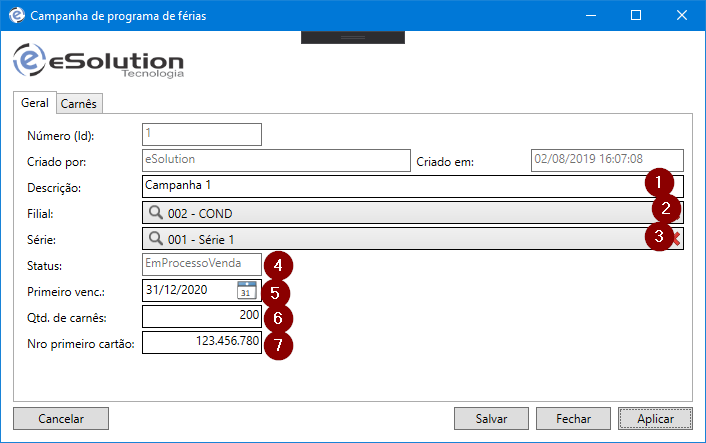 Campanha de programa de férias
eSolution
Tecnologia
Geral Carnês
Número (Id): 1
Criado por: eSolution Criado em: 02/08/2019 16:07:08
Descrição: Campanha 1 1
Filial: 002 - COND 2
Série: 001 - Série 1 3
Status: EmProcessoVenda 4
Primeiro venc.: 31/12/2020 31 5
Qtd. de carnês: 200 6
Nro primeiro cartão: 123.456.780 7
Cancelar Salvar Fechar Aplicar